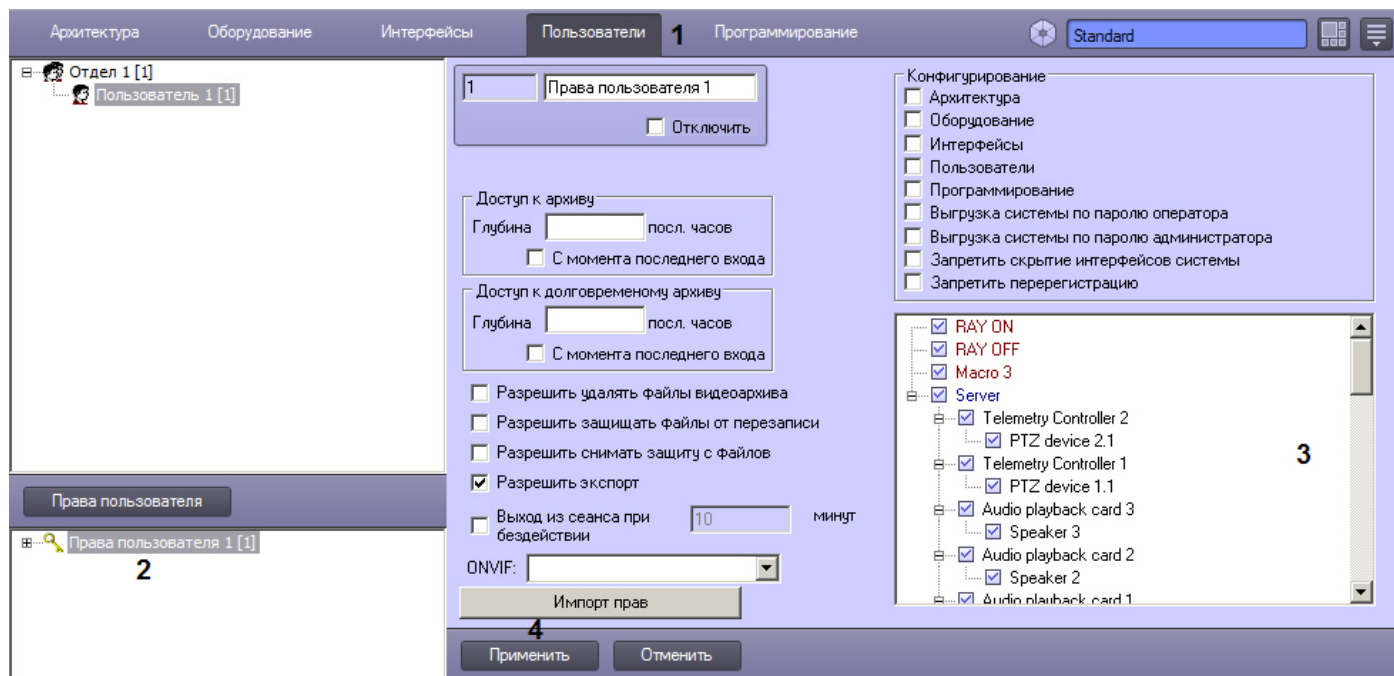 Архитектура Оборудование Интерфейсы Пользователи 1 Программирование Standard
Отдел 1 [1]
Пользователь 1 [1]
Права пользователя
Права пользователя 1 [1]
2
1 Права пользователя 1
Отключить
Доступ к архиву
Глубина посл. часов
С момента последнего входа
Доступ к долговременому архиву
Глубина посл. часов
С момента последнего входа
Разрешить удалять файлы видеоархива
Разрешить защищать файлы от перезаписи
Разрешить снимать защиту с файлов
Разрешить экспорт
Выход из сеанса при
бездействии
10 минут
ONVIF:
Импорт прав
4
Применить Отменить
Конфигурирование
Архитектура
Оборудование
Интерфейсы
Пользователи
Программирование
Выгрузка системы по паролю оператора
Выгрузка системы по паролю администратора
Запретить скрытие интерфейсов системы
Запретить перерегистрацию
RAY ON
RAY OFF
Macro 3
Server
Telemetry Controller 2
PTZ device 2.1
Telemetry Controller 1
3
PTZ device 1.1
Audio playback card 3
Speaker 3
Audio playback card 2
Speaker 2
Audio playback card 1